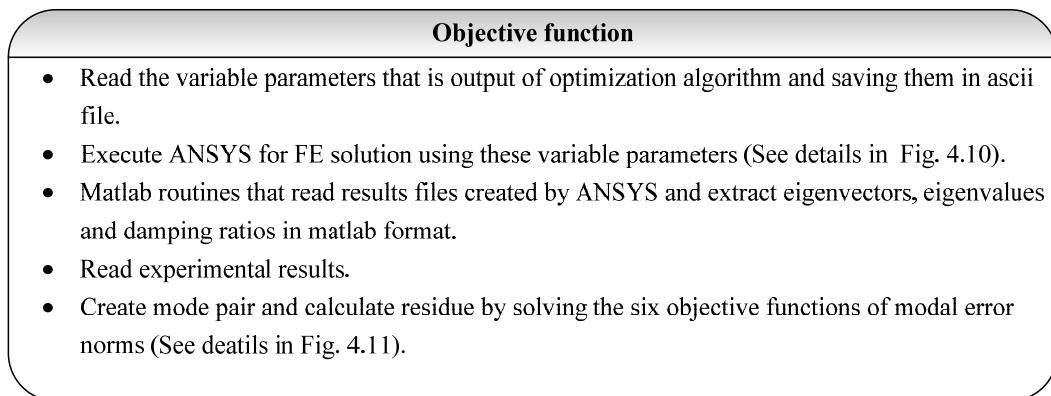 Objective function
• Read the variable parameters that is output of optimization algorithm and saving them in ascii
file.
• Execute ANSYS for FE solution using these variable parameters (See details in Fig. 4.10).
• Matlab routines that read results files created by ANSYS and extract eigenvectors, eigenvalues
and damping ratios in matlab format.
• Read experimental results.
• Create mode pair and calculate residue by solving the six objective functions of modal error
norms (See deatils in Fig. 4.11).